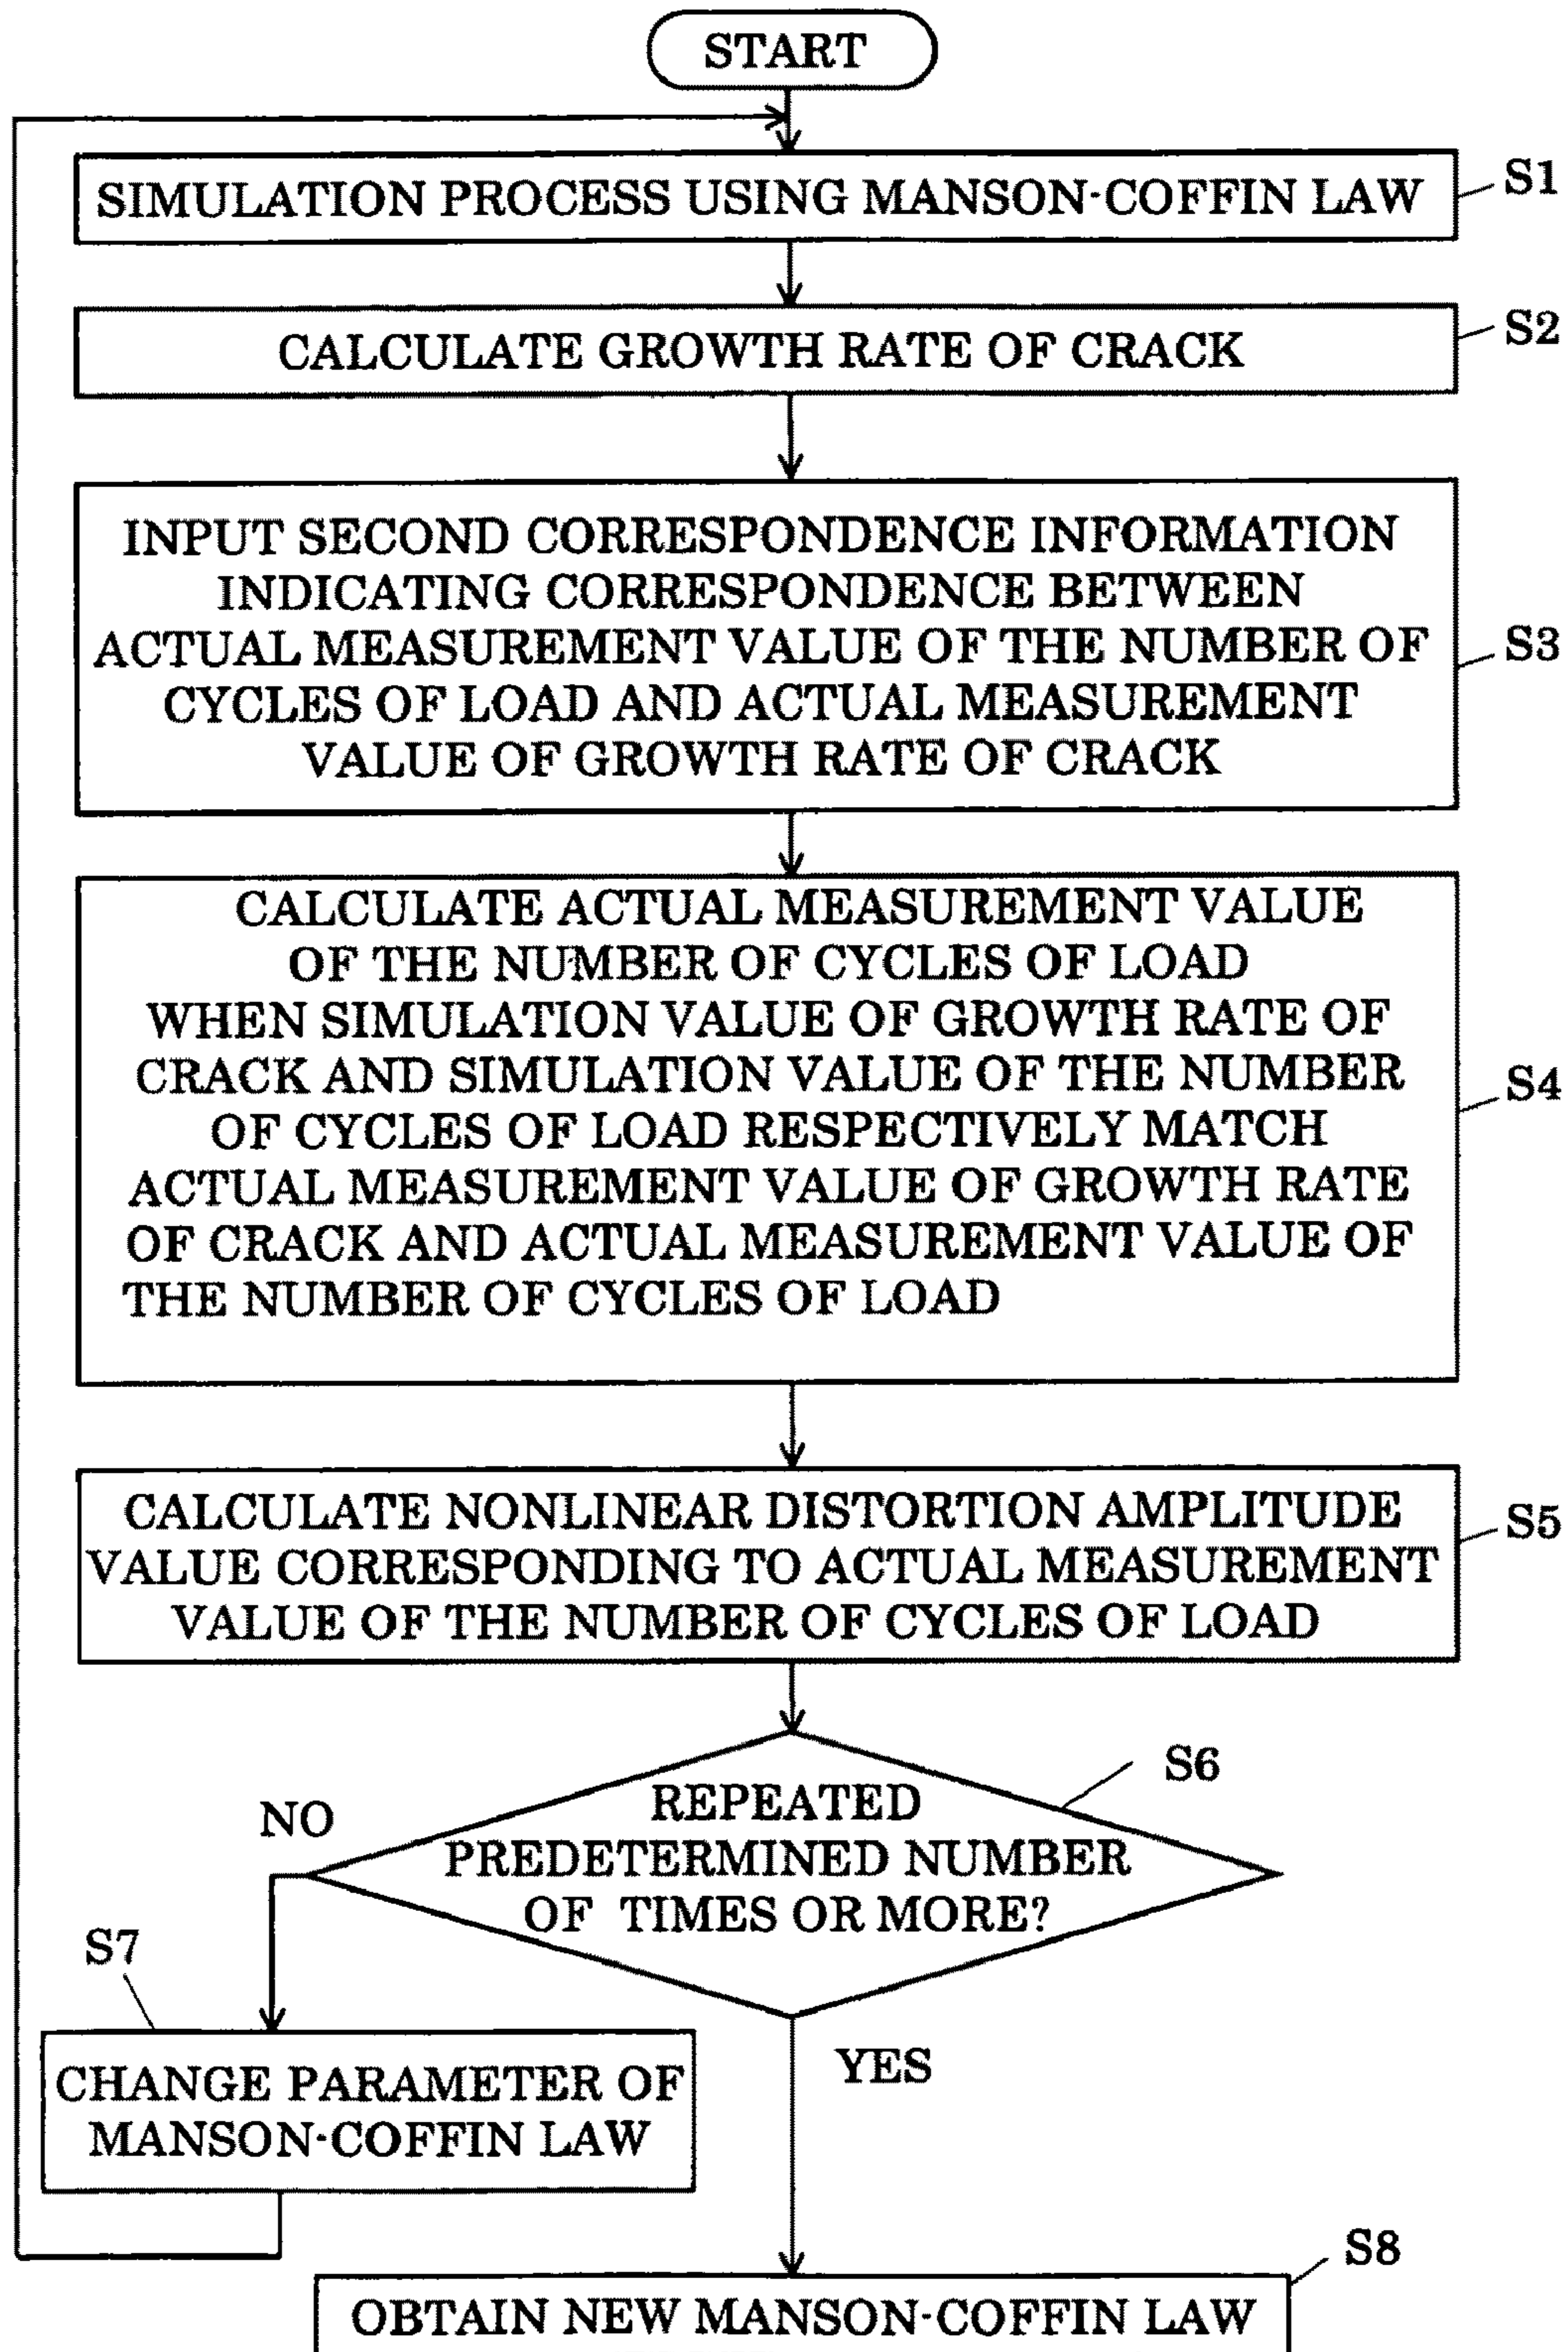 START
SIMULATION PROCESS USING MANSON-COFFIN LAW
S1
CALCULATE GROWTH RATE OF CRACK
S2
INPUT SECOND CORRESPONDENCE INFORMATION
INDICATING CORRESPONDENCE BETWEEN
ACTUAL MEASUREMENT VALUE OF THE NUMBER OF
CYCLES OF LOAD AND ACTUAL MEASUREMENT
VALUE OF GROWTH RATE OF CRACK
S3
CALCULATE ACTUAL MEASUREMENT VALUE
OF THE NUMBER OF CYCLES OF LOAD
WHEN SIMULATION VALUE OF GROWTH RATE OF
CRACK AND SIMULATION VALUE OF THE NUMBER
OF CYCLES OF LOAD RESPECTIVELY MATCH
ACTUAL MEASUREMENT VALUE OF GROWTH RATE
OF CRACK AND ACTUAL MEASUREMENT VALUE OF
THE NUMBER OF CYCLES OF LOAD
S4
CALCULATE NONLINEAR DISTORTION AMPLITUDE
VALUE CORRESPONDING TO ACTUAL MEASUREMENT
VALUE OF THE NUMBER OF CYCLES OF LOAD
S5
S6
REPEATED
PREDETERMINED NUMBER
OF TIMES OR MORE?
NO
S7
CHANGE PARAMETER OF
MANSON-COFFIN LAW
YES
S8
OBTAIN NEW MANSON-COFFIN LAW